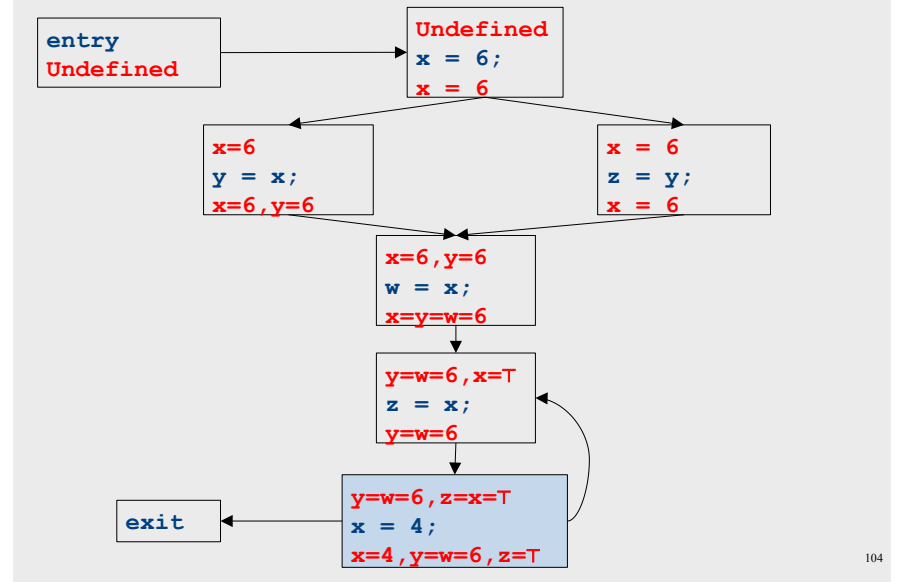 entry
Undefined
Undefined
x = 6;
x = 6
x=6
y = x;
x=6,y=6
x = 6
z = y;
x = 6
x=6,y=6
w = x;
x=y=w=6
y=w=6,x=⊤
z = x;
y=w=6
y=w=6,z=x=⊤
x = 4;
x=4,y=w=6,z=⊤
exit
104